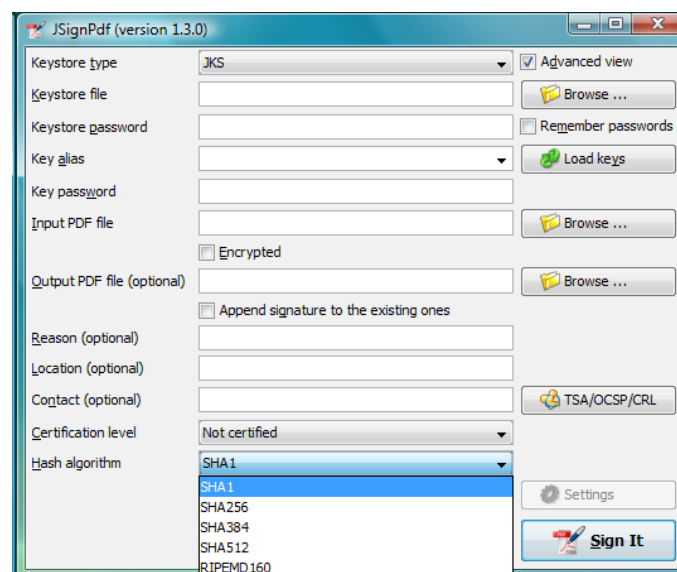 JSignPdf (version 1.3.0)
Keystore type JKS Advanced view
Keystore file Browse ...
Keystore password Remember passwords
Key alias Load keys
Key password
Input PDF file Browse ...
Encrypted
Output PDF file (optional) Browse ...
Append signature to the existing ones
Reason (optional)
Location (optional)
Contact (optional) TSA/OCSP/CRL
Certification level Not certified
Hash algorithm SHA1
SHA1
Settings
SHA256
SHA384
SHA512
Sign It
RIPEMD160